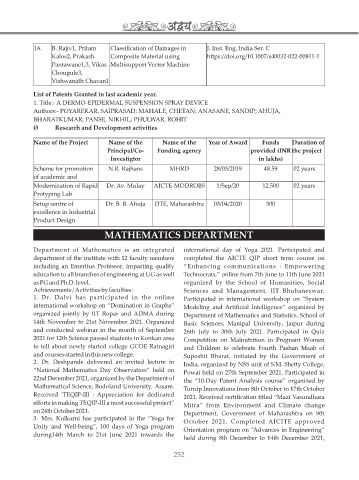 अद्वय
16. B. Rajiv1, Pritam Classification of Damages in J. Inst. Eng. India Ser. C
Kalos2, Prakash Composite Material using https://doi.org/10.1007/s40032-022-00811-1
Pantawane1,3, Vikas Multisupport Vector Machine
Chougule3,
Vishwanath Chavan1
List of Patents Granted in last academic year.
1. Title:- A DERMO-EPIDERMAL SUSPENSION SPRAY DEVICE
Authors:- POYAREKAR, SAIPRASAD; MAHALE, CHETAN; ANASANE, SANDIP; AHUJA,
BHARATKUMAR; PANSE, NIKHIL; PHULWAR, ROHIT
Ø Research and Development activities
Name of the Project Name of the Name of the Year of Award Funds Duration of
Principal/Co- Funding agency provided (INR the project
Investigtor in lakhs)
Scheme for promotion N.R. Rajhans MHRD 28/03/2019 48.59 02 years
of academic and
Modernization of Rapid Dr. Av. Mulay AICTE-MODROBS 1/Sep/20 12.500 02 years
Protyping Lab
Setup centre of Dr. B. B. Ahuja DTE, Maharashtra 03/04/2020 500
excellence in Industrial
Product Design
MATHEMATICS DEPARTMENT
Department of Mathematics is an integrated
department of the institute with 12 faculty members
including an Emeritus Professor, imparting quality
education to all branches of engineering at UG as well
as PG and Ph.D. level.
Achievements / Activities by faculties :
1. Dr. Dalvi has participated in the online
international workshop on "Domination in Graphs"
organized jointly by IIT Ropar and ADMA during
14th November to 21st November 2021. Organized
and conducted webinar in the month of September
2021 for 12th Science passed students in Konkan area
to tell about newly started college GCOE Ratnagiri
and courses started in this new college.
2. Dr. Deshpande delivered an invited lecture in
"National Mathematics Day Observation" held on
22nd December 2021, organized by the Department of
Mathematical Science, Bodoland University, Assam.
Received 'TEQIP-III : Appreciation for dedicated
efforts in making TEQIP-III a most successful project"
on 24th October 2021.
3. Mrs. Kulkarni has participated in the "Yoga for
Unity and Well-being", 100 days of Yoga program
during14th March to 21st June 2021 towards the
international day of Yoga 2021. Participated and
completed the AICTE QIP short term course on
"Enhancing communications : Empowering
Technocrats," online from 7th June to 11th June 2021
organized by the School of Humanities, Social
Sciences and Management, IIT Bhubaneswar.
Participated in international workshop on "System
Modeling and Artificial Intelligence" organized by
Department of Mathematics and Statistics, School of
Basic Sciences, Manipal University, Jaipur during
26th July to 30th July 2021. Participated in Quiz
Competition on Malnutrition in Pregnant Women
and Children to celebrate Fourth Pashan Maah of
Suposhit Bharat, initiated by the Government of
India, organized by NSS unit of S.M. Shetty College,
Powai held on 27th September 2021. Participated in
the "10-Day Patent Analysis course" organized by
Turnip Innovations from 8th October to 17th October
2021. Received certification titled "Mazi Vasundhara
Mitra" from Environment and Climate change
Department, Government of Maharashtra on 9th
October 2021. Completed AICTE approved
Orientation program on "Advances in Engineering"
held during 8th December to 14th December 2021,
252